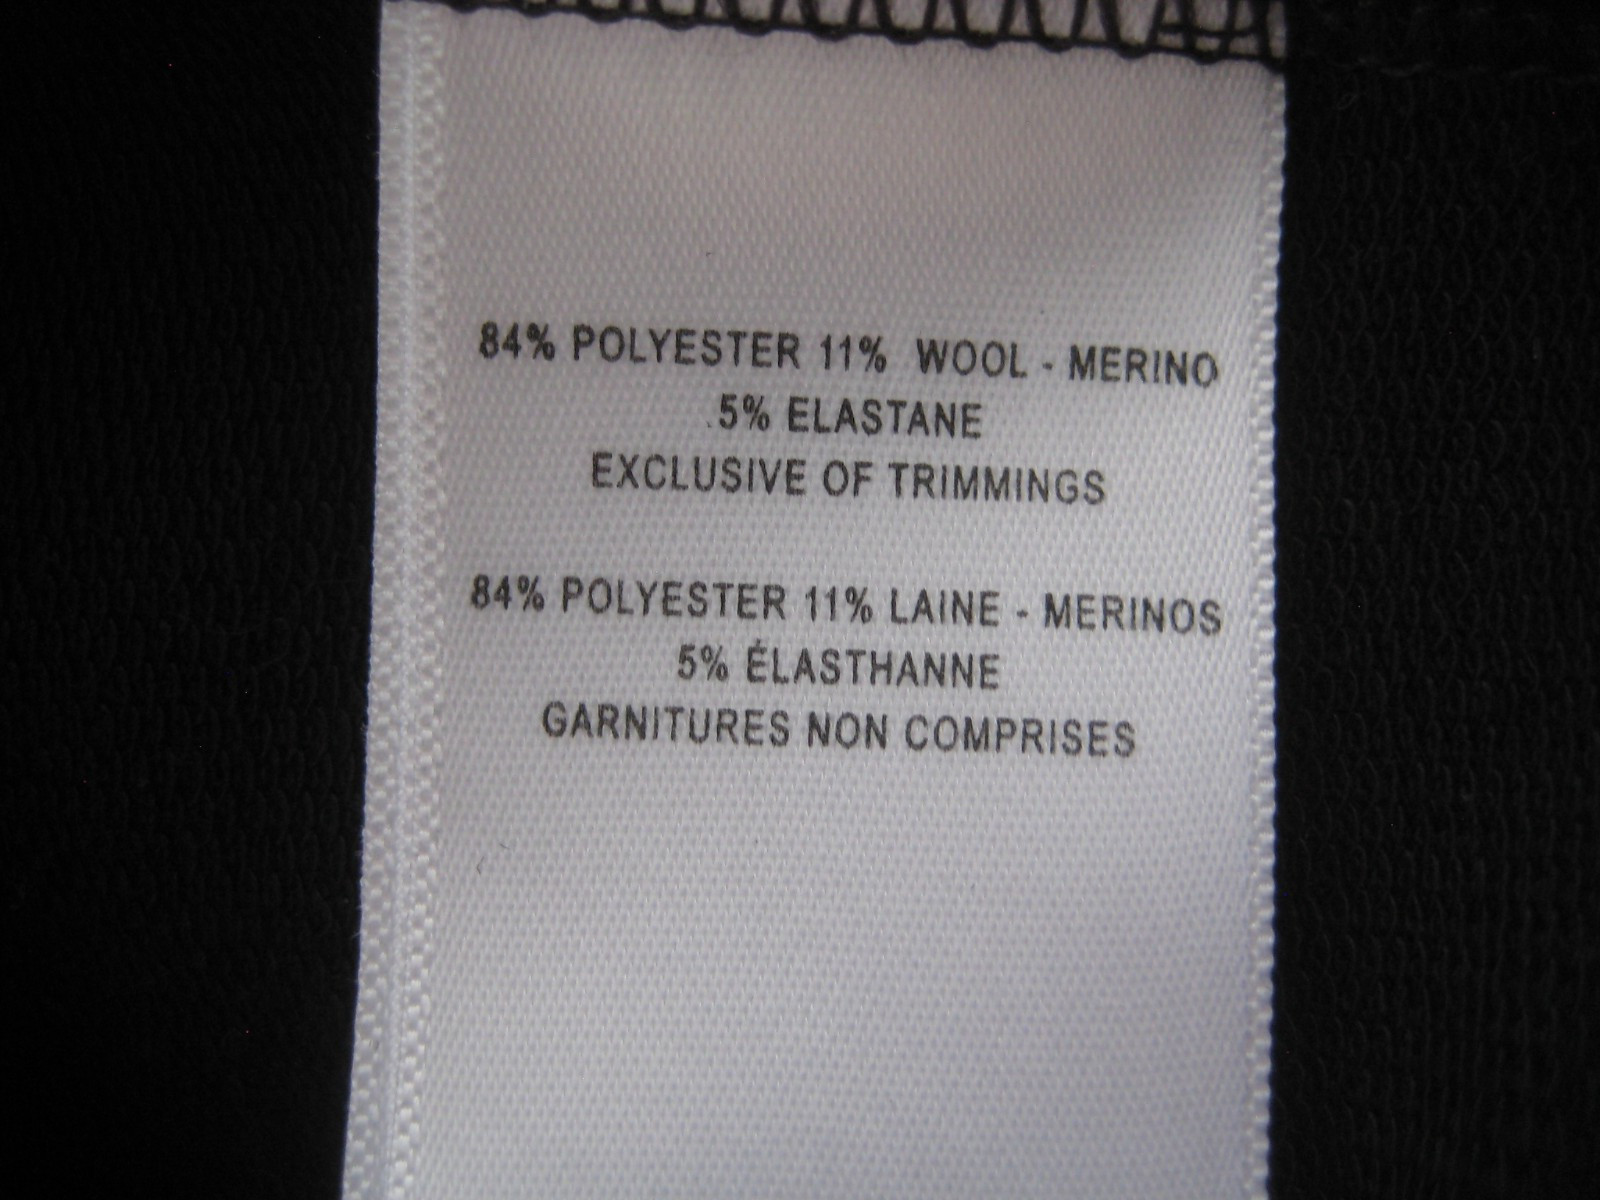 84% POLYESTER 11% WOOL - MERINO
5% ELASTANE
EXCLUSIVE OF TRIMMINGS
84% POLYESTER 11% LAINE - MERINOS
5% ÉLASTHANNE
GARNITURES NON COMPRISES